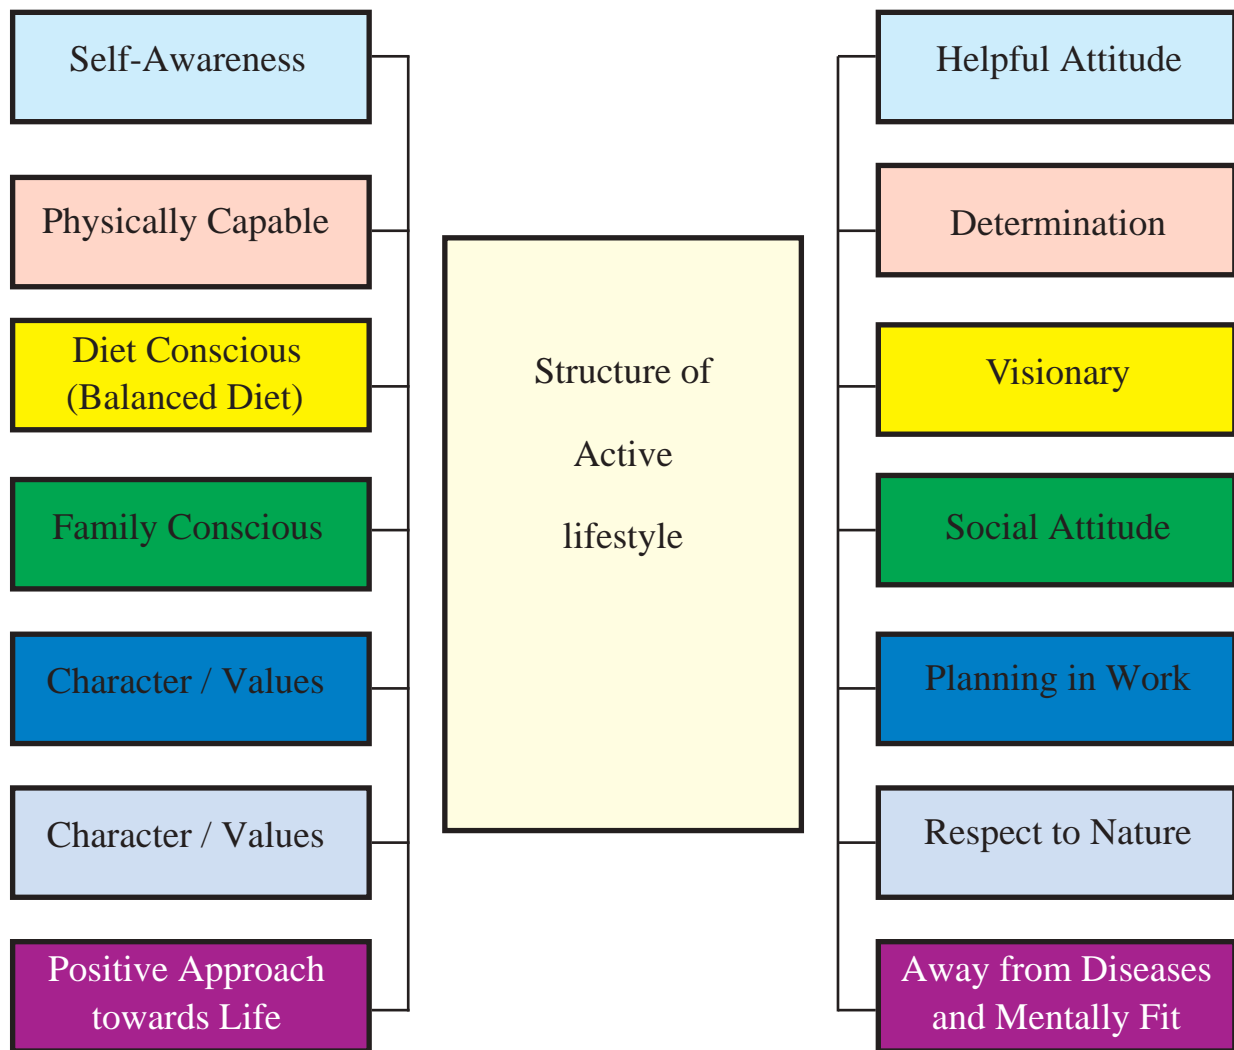 Self-Awareness
Physically Capable
Diet Conscious
(Balanced Diet)
Family Conscious
Character / Values
Character / Values
Positive Approach
towards Life
Structure of
Active
lifestyle
Helpful Attitude
Determination
Visionary
Social Attitude
Planning in Work
Respect to Nature
Away from Diseases
and Mentally Fit